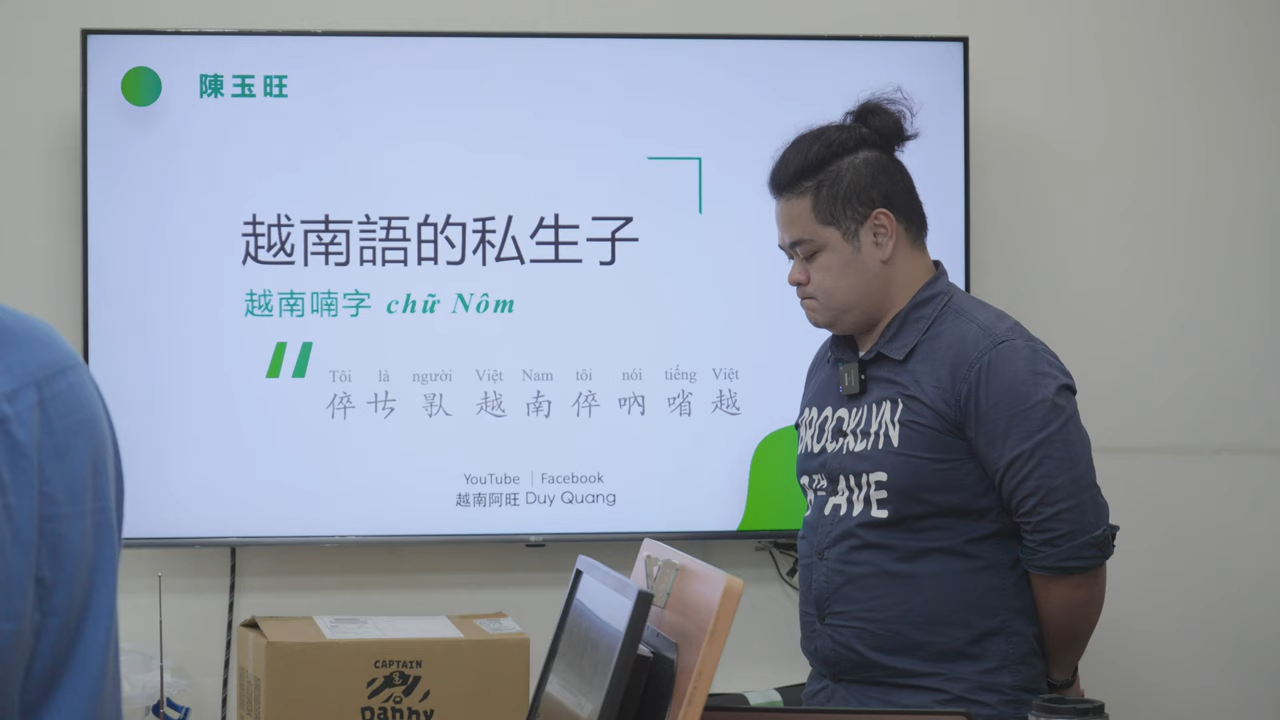 陳玉旺
越南語的私生子
越南喃字 chữ Nôm
Tôi là người Việt Nam tôi nói tiếng Việt
倅 𱺵 𠊛 越 南 倅 吶 㗂 越
YouTube | Facebook
越南阿旺 Duy Quang
BROOKLYN
TH AVE
CAPTAIN
Danny